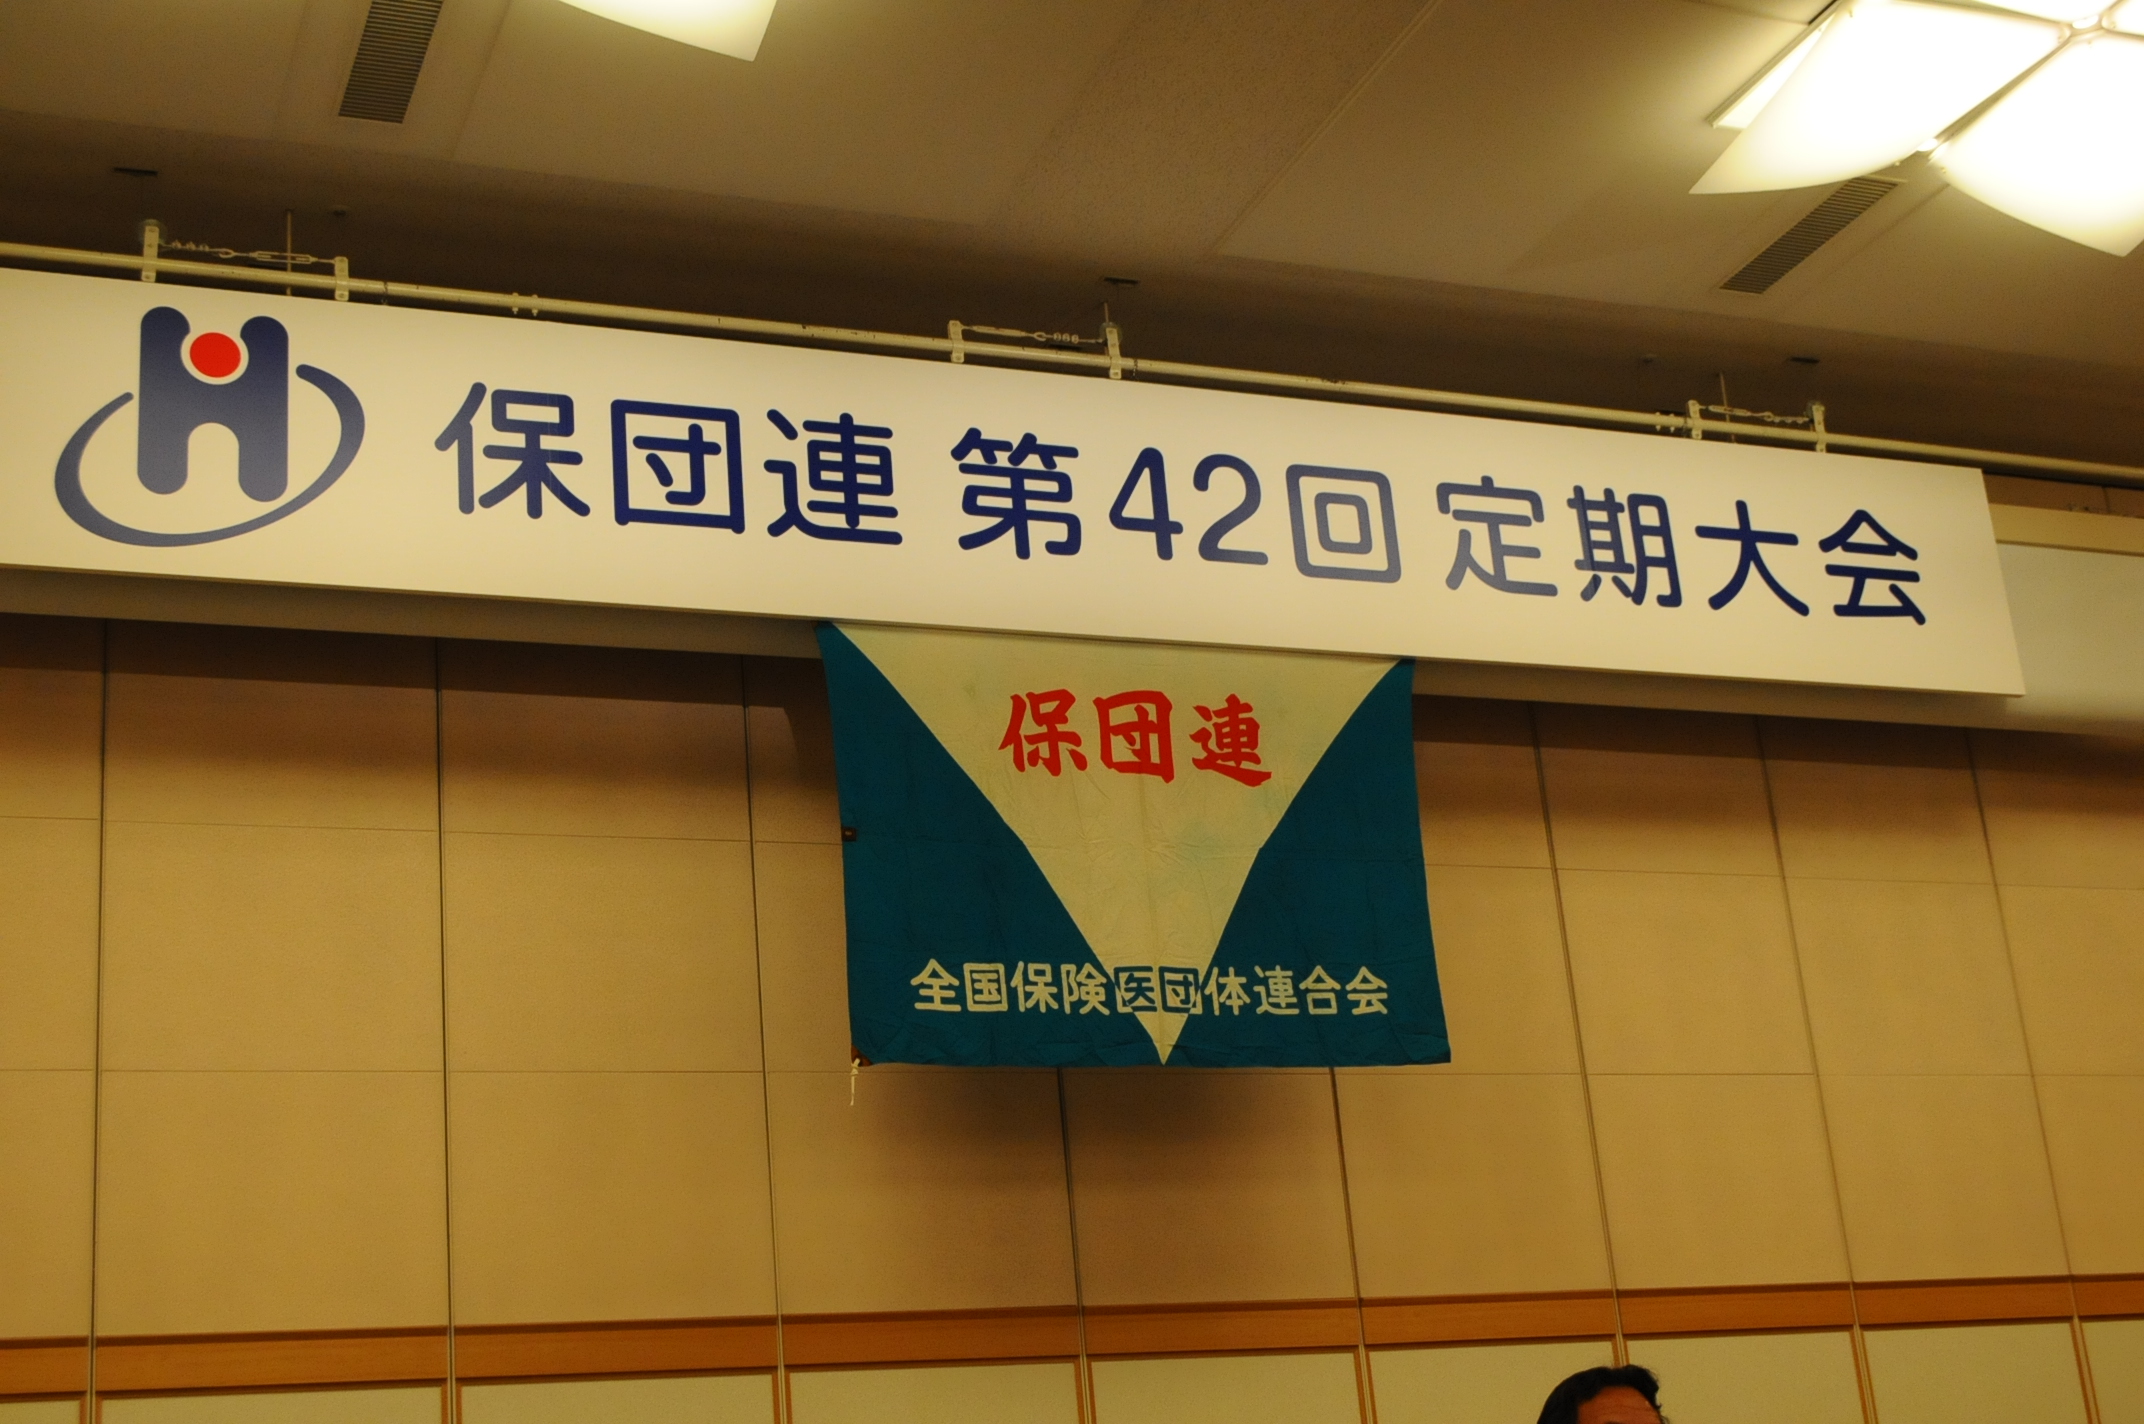 保団連 第42回 定期大会
保団連
全国保険医団体連合会